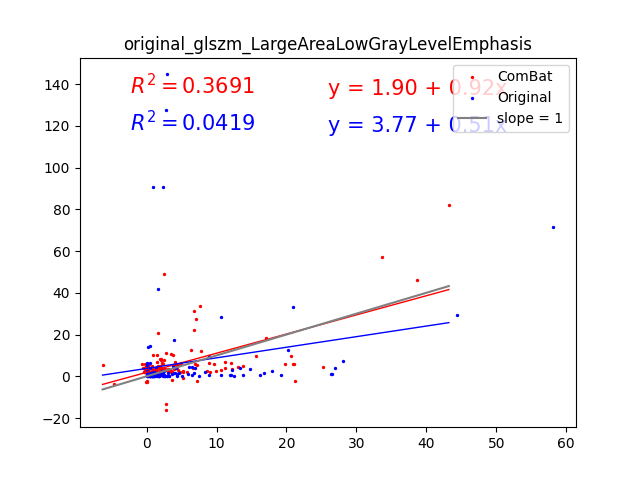 original_glszm_LargeAreaLowGrayLevelEmphasis
R² = 0.3691
y = 1.90 + 0.92x
R² = 0.0419
y = 3.77 + 0.51x
ComBat
Original
slope = 1
140
120
100
80
60
40
20
0
−20
0 10 20 30 40 50 60